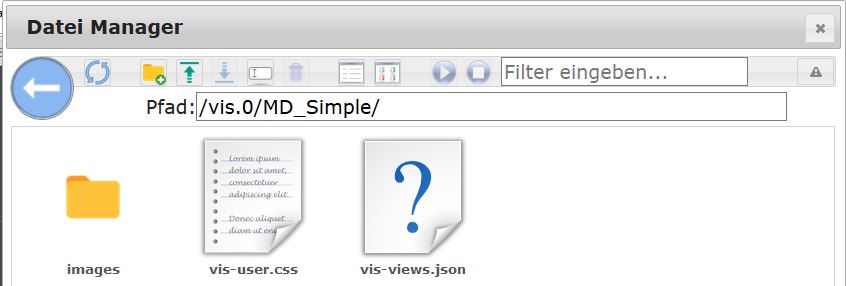 Datei Manager
Filter eingeben...
Pfad: /vis.0/MD_Simple/
Lorem ipsum
dolor sit amet,
consectetuer
adipiscing elit.
Donec aliquet
diam ut en
?
images
vis-user.css
vis-views.json